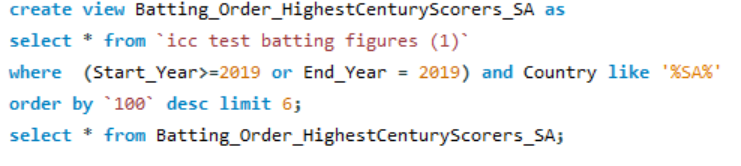 create view Batting_Order_HighestCenturyScorers_SA as
select * from `icc test batting figures (1)`
where  (Start_Year>=2019 or End_Year = 2019) and Country like '%SA%'
order by `100` desc limit 6;
select * from Batting_Order_HighestCenturyScorers_SA;